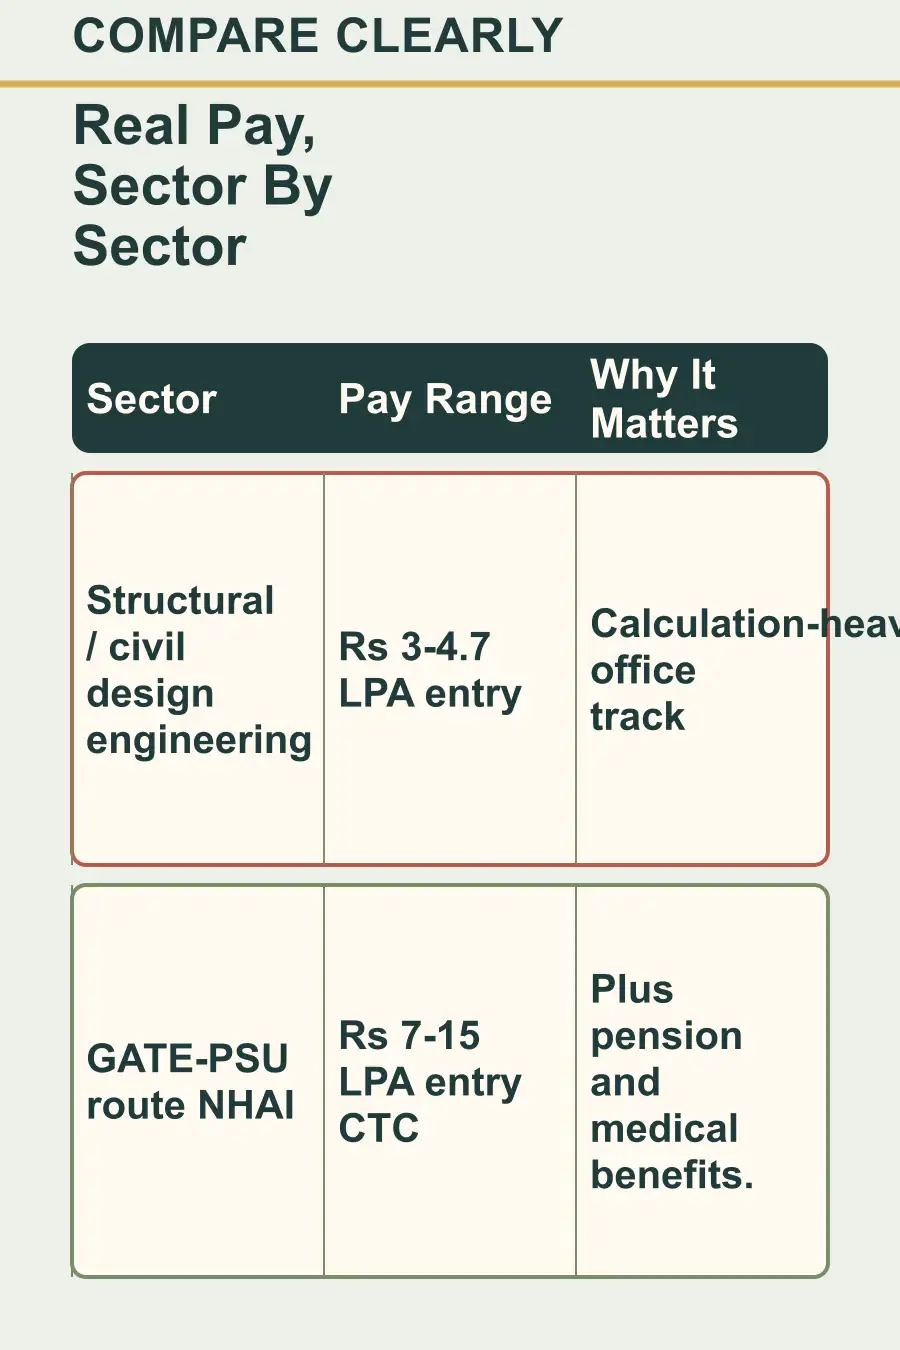 COMPARE CLEARLY
Real Pay,
Sector By
Sector
Sector
Pay Range
Why It
Matters
Structural
/ civil
design
engineering
Rs 3-4.7
LPA entry
Calculation-heav
office
track
GATE-PSU
route NHAI
Rs 7-15
LPA entry
CTC
Plus
pension
and
medical
benefits.